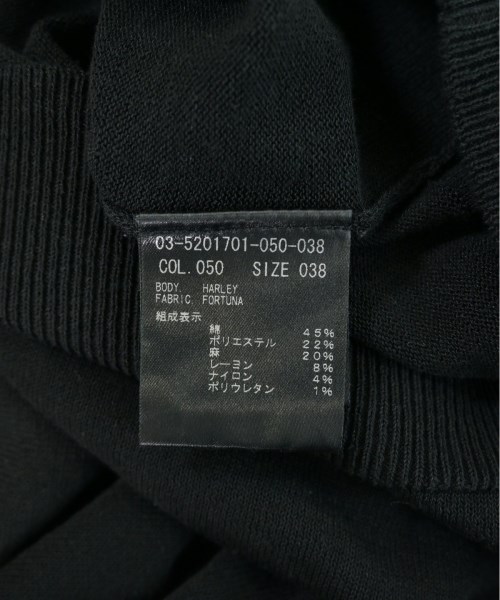 03-5201701-050-038
COL.050 SIZE 038
BODY. HARLEY
FABRIC. FORTUNA
組成表示
綿 45%
ポリエステル 22%
麻 20%
レーヨン 8%
ナイロン 4%
ポリウレタン 1%